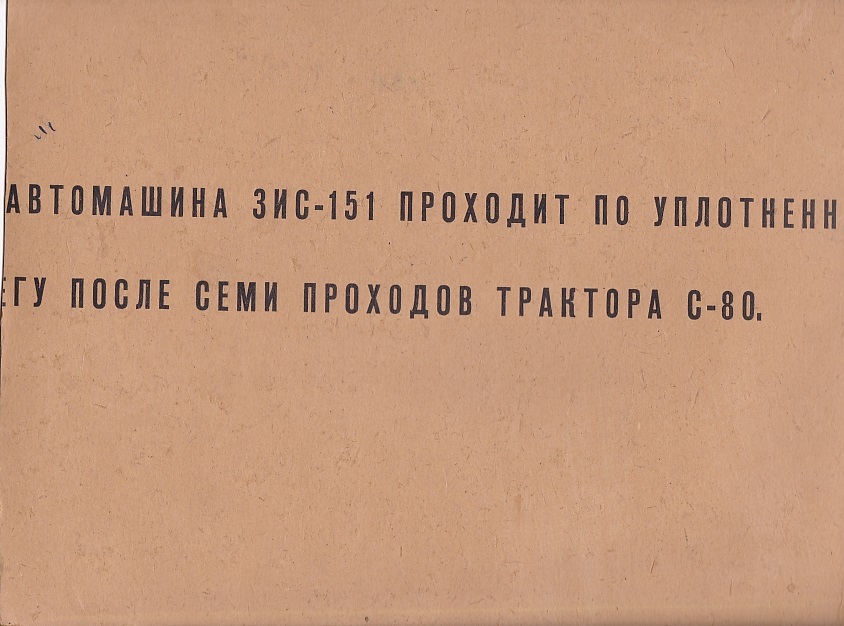 АВТОМАШИНА ЗИС-151 ПРОХОДИТ ПО УПЛОТНЕНН
ЕГУ ПОСЛЕ СЕМИ ПРОХОДОВ ТРАКТОРА С-80.